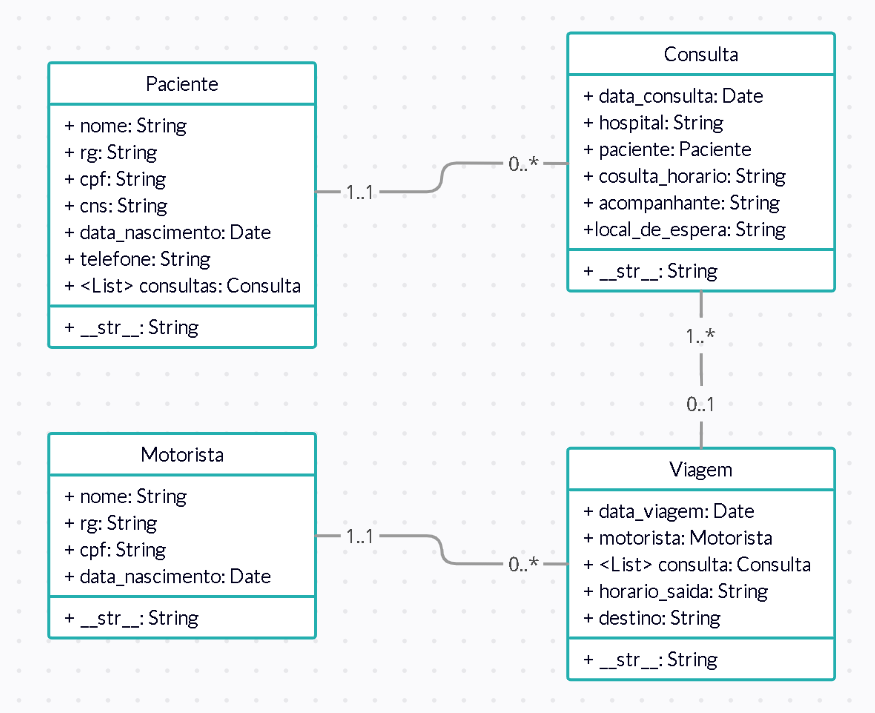 Paciente
+ nome: String
+ rg: String
+ cpf: String
+ cns: String
+ data_nascimento: Date
+ telefone: String
+ <List> consultas: Consulta
+ __str__: String
1..1
0..*
Consulta
+ data_consulta: Date
+ hospital: String
+ paciente: Paciente
+ cosulta_horario: String
+ acompanhante: String
+local_de_espera: String
+ __str__: String
1..*
0..1
Motorista
+ nome: String
+ rg: String
+ cpf: String
+ data_nascimento: Date
+ __str__: String
1..1
0..*
Viagem
+ data_viagem: Date
+ motorista: Motorista
+ <List> consulta: Consulta
+ horario_saida: String
+ destino: String
+ __str__: String